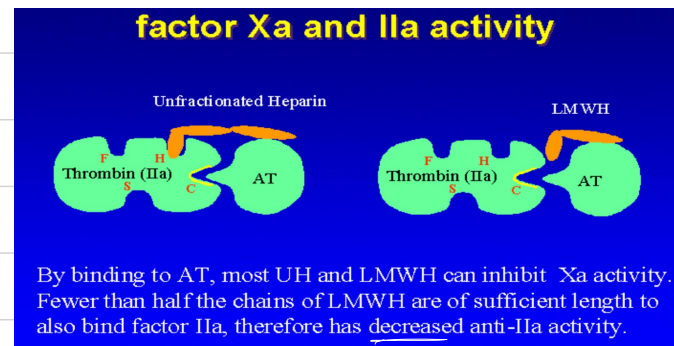 factor Xa and IIa activity
Unfractionated Heparin
LMWH
F H
Thrombin (IIa) AT
S C
F H
Thrombin (IIa) AT
S C
By binding to AT, most UH and LMWH can inhibit Xa activity.
Fewer than half the chains of LMWH are of sufficient length to
also bind factor IIa, therefore has decreased anti-IIa activity.